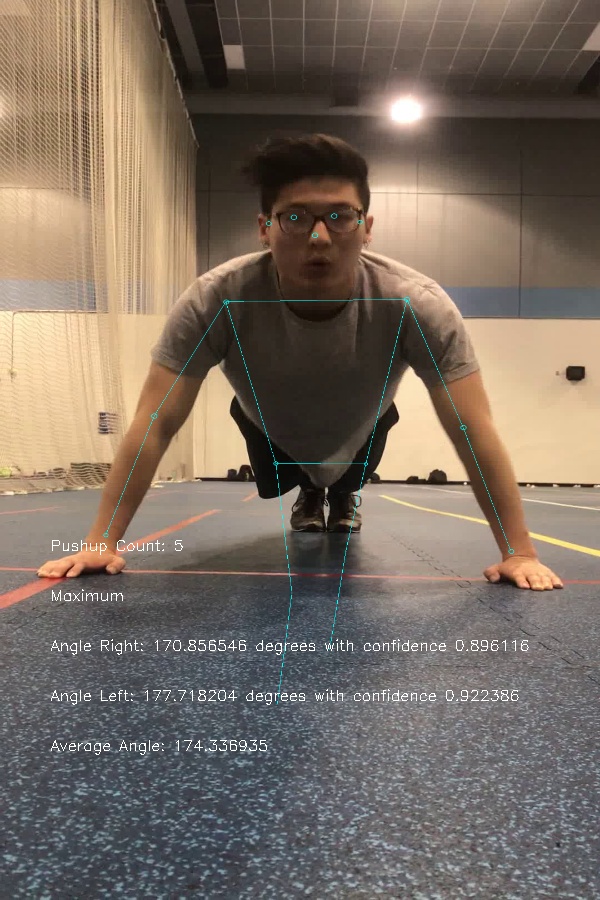 Pushup Count: 5
Maximum
Angle Right: 170.856546 degrees with confidence 0.896116
Angle Left: 177.718204 degrees with confidence 0.922386
Average Angle: 174.336935